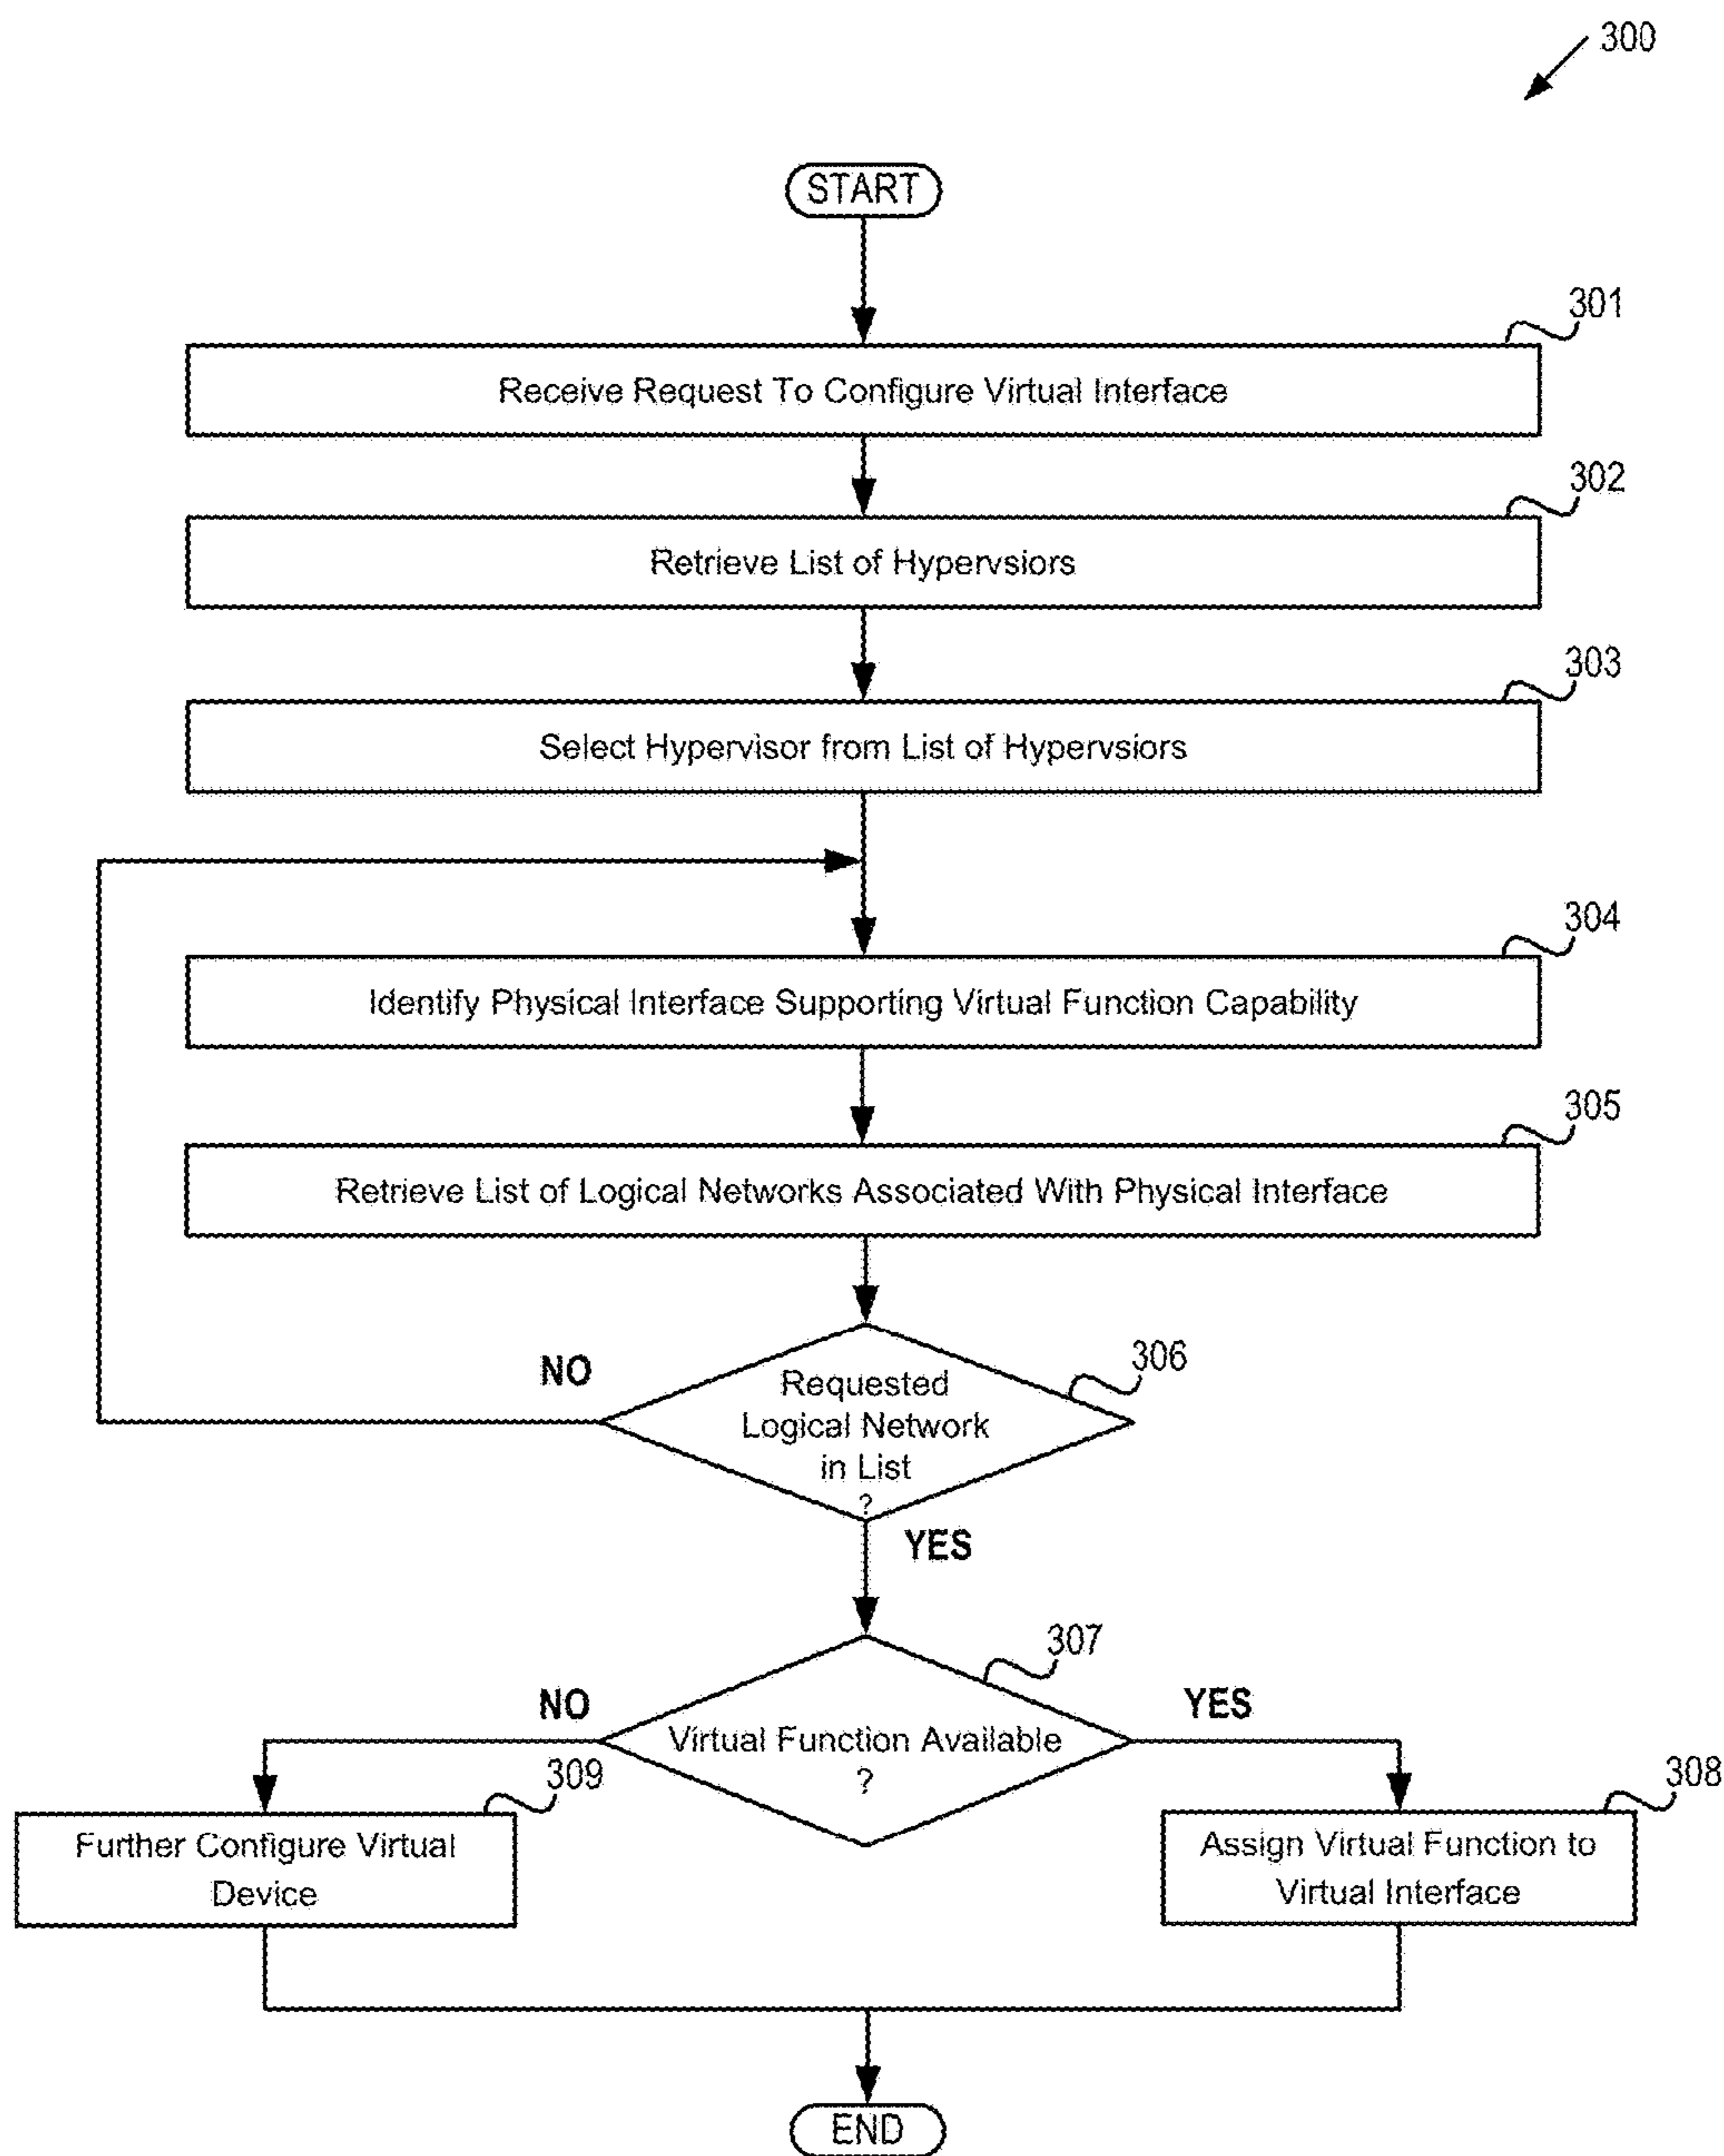 300
START
301
Receive Request To Configure Virtual Interface
302
Retrieve List of Hypervsiors
303
Select Hypervisor from List of Hypervsiors
304
Identify Physical Interface Supporting Virtual Function Capability
305
Retrieve List of Logical Networks Associated With Physical Interface
306
NO
Requested
Logical Network
in List
?
YES
307
NO
YES
Virtual Function Available
?
309
308
Further Configure Virtual
Device
Assign Virtual Function to
Virtual Interface
END